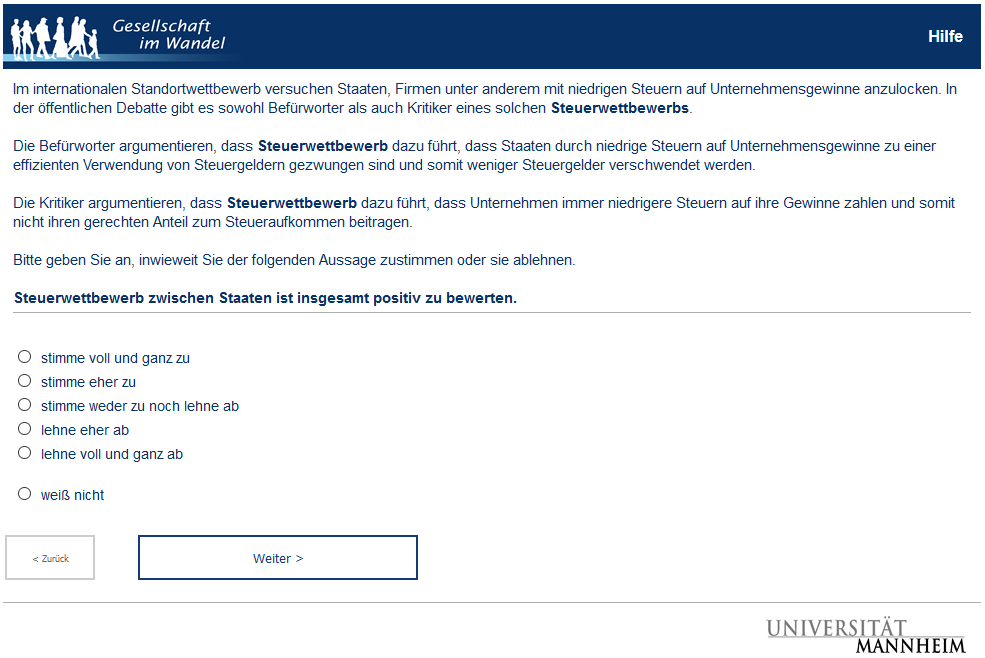 Gesellschaft
im Wandel
Hilfe
Im internationalen Standortwettbewerb versuchen Staaten, Firmen unter anderem mit niedrigen Steuern auf Unternehmensgewinne anzulocken. In
der öffentlichen Debatte gibt es sowohl Befürworter als auch Kritiker eines solchen Steuerwettbewerbs.
Die Befürworter argumentieren, dass Steuerwettbewerb dazu führt, dass Staaten durch niedrige Steuern auf Unternehmensgewinne zu einer
effizienten Verwendung von Steuergeldern gezwungen sind und somit weniger Steuergelder verschwendet werden.
Die Kritiker argumentieren, dass Steuerwettbewerb dazu führt, dass Unternehmen immer niedrigere Steuern auf ihre Gewinne zahlen und somit
nicht ihren gerechten Anteil zum Steueraufkommen beitragen.
Bitte geben Sie an, inwieweit Sie der folgenden Aussage zustimmen oder sie ablehnen.
Steuerwettbewerb zwischen Staaten ist insgesamt positiv zu bewerten.
stimme voll und ganz zu
stimme eher zu
stimme weder zu noch lehne ab
lehne eher ab
lehne voll und ganz ab
weiß nicht
< Zurück
Weiter >
UNIVERSITÄT
MANNHEIM